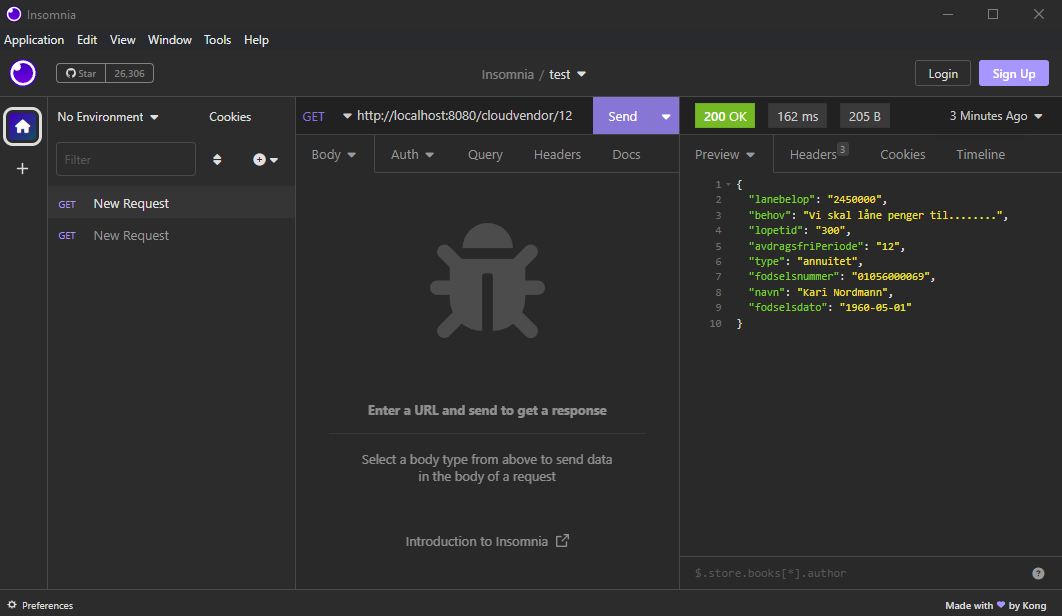 Insomnia
Application Edit View Window Tools Help
Star 26,306
Insomnia / test
Login Sign Up
No Environment Cookies
Filter
GET New Request
GET New Request
GET http://localhost:8080/cloudvendor/12 Send
Body Auth Query Headers Docs
Enter a URL and send to get a response
Select a body type from above to send data
in the body of a request
Introduction to Insomnia
200 OK 162 ms 205 B 3 Minutes Ago
Preview Headers 3 Cookies Timeline
1 {
2 "lanebelop": "2450000",
3 "behov": "Vi skal låne penger til........",
4 "lopetid": "300",
5 "avdragsfriPeriode": "12",
6 "type": "annuitet",
7 "fodselsnummer": "01056000069",
8 "navn": "Kari Nordmann",
9 "fodselsdato": "1960-05-01"
10 }
$.store.books[*].author ?
Preferences
Made with 💜 by Kong